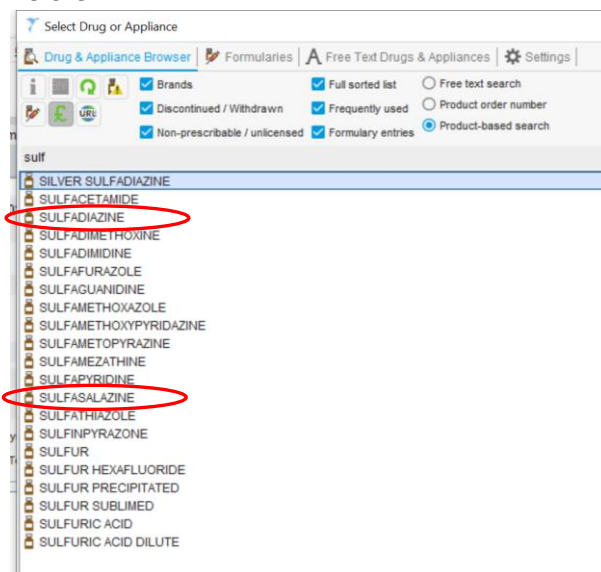 Select Drug or Appliance
Drug & Appliance Browser
Formularies
Free Text Drugs & Appliances
Settings
Brands
Full sorted list
Free text search
URL
Discontinued / Withdrawn
Frequently used
Product order number
Non-prescribable / unlicensed
Formulary entries
Product-based search
sulf
SILVER SULFADIAZINE
SULFACETAMIDE
SULFADIAZINE
SULFADIMETHOXINE
SULFADIMIDINE
SULFAFURAZOLE
SULFAGUANIDINE
SULFAMETHOXAZOLE
SULFAMETHOXYPYRIDAZINE
SULFAMETOPYRAZINE
SULFAMEZATHINE
SULFAPYRIDINE
SULFASALAZINE
SULFATHIAZOLE
SULFINPYRAZONE
SULFUR
SULFUR HEXAFLUORIDE
SULFUR PRECIPITATED
SULFUR SUBLIMED
SULFURIC ACID
SULFURIC ACID DILUTE